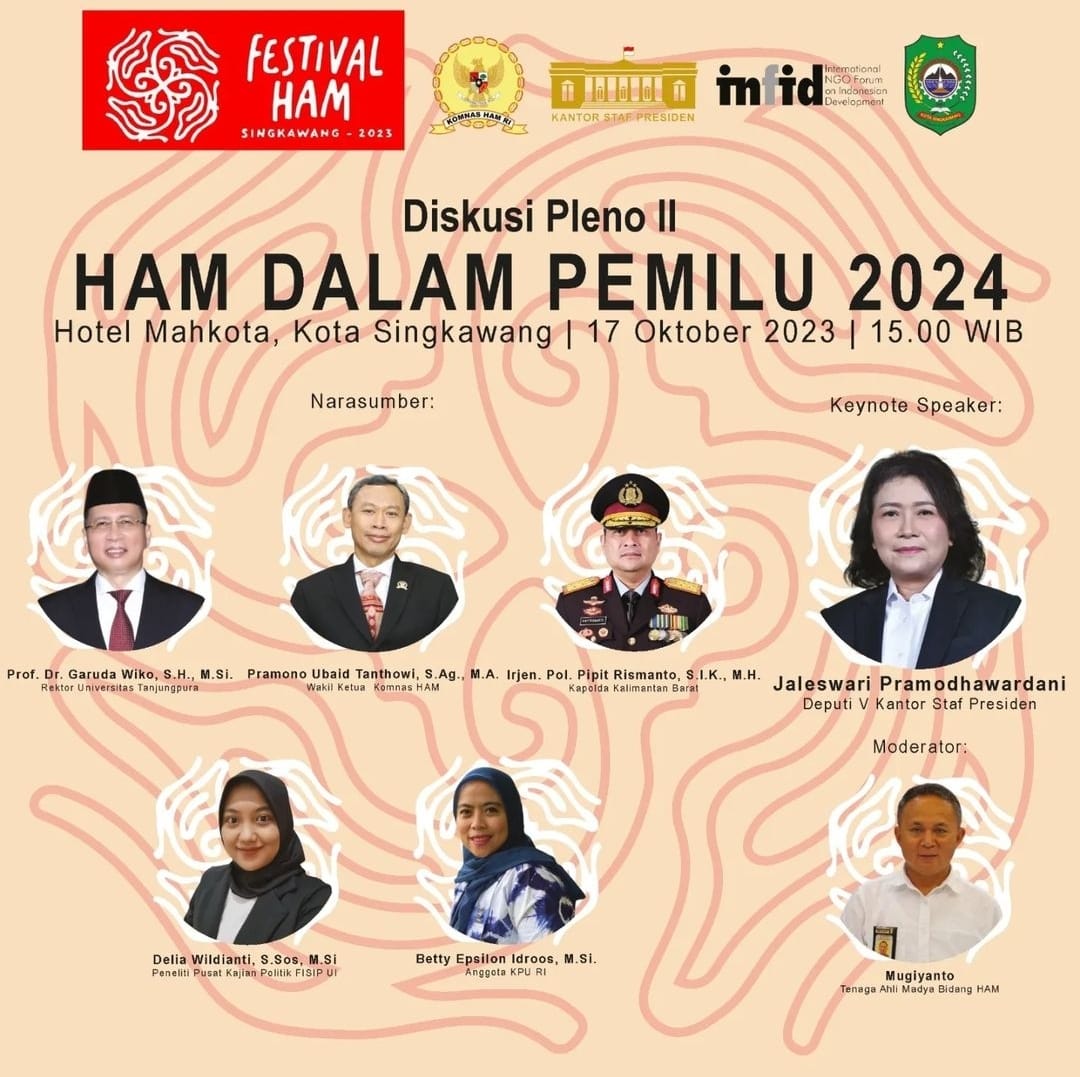 FESTIVAL
HAM
SINGKAWANG - 2023
KOMNAS HAM RI
KANTOR STAF PRESIDEN
infid
International
NGO Forum
on Indonesian
Development
KOTA SINGKAWANG
Diskusi Pleno II
HAM DALAM PEMILU 2024
Hotel Mahkota, Kota Singkawang | 17 Oktober 2023 | 15.00 WIB
Narasumber:
Keynote Speaker:
Prof. Dr. Garuda Wiko, S.H., M.Si.
Rektor Universitas Tanjungpura
Pramono Ubaid Tanthowi, S.Ag., M.A.
Wakil Ketua Komnas HAM
Irjen. Pol. Pipit Rismanto, S.I.K., M.H.
Kapolda Kalimantan Barat
Jaleswari Pramodhawardani
Deputi V Kantor Staf Presiden
Moderator:
Delia Wildianti, S.Sos, M.Si
Peneliti Pusat Kajian Politik FISIP UI
Betty Epsilon Idroos, M.Si.
Anggota KPU RI
Mugiyanto
Tenaga Ahli Madya Bidang HAM